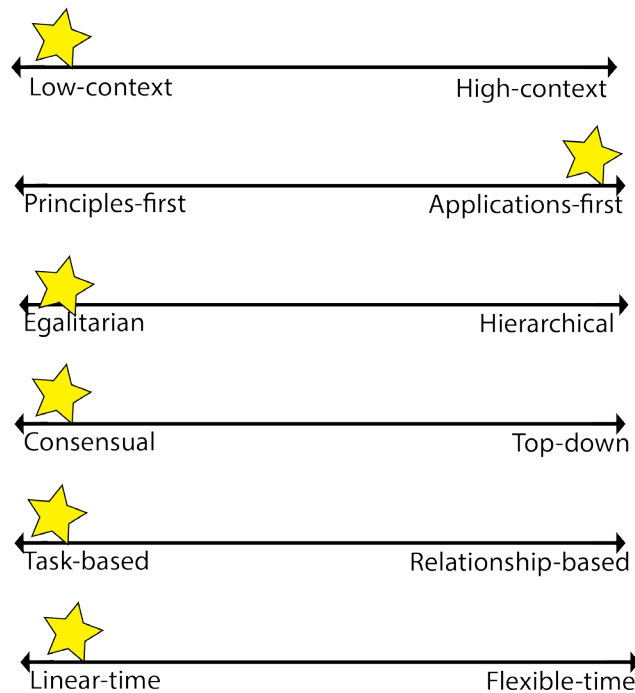 Low-context High-context
Principles-first Applications-first
Egalitarian Hierarchical
Consensual Top-down
Task-based Relationship-based
Linear-time Flexible-time